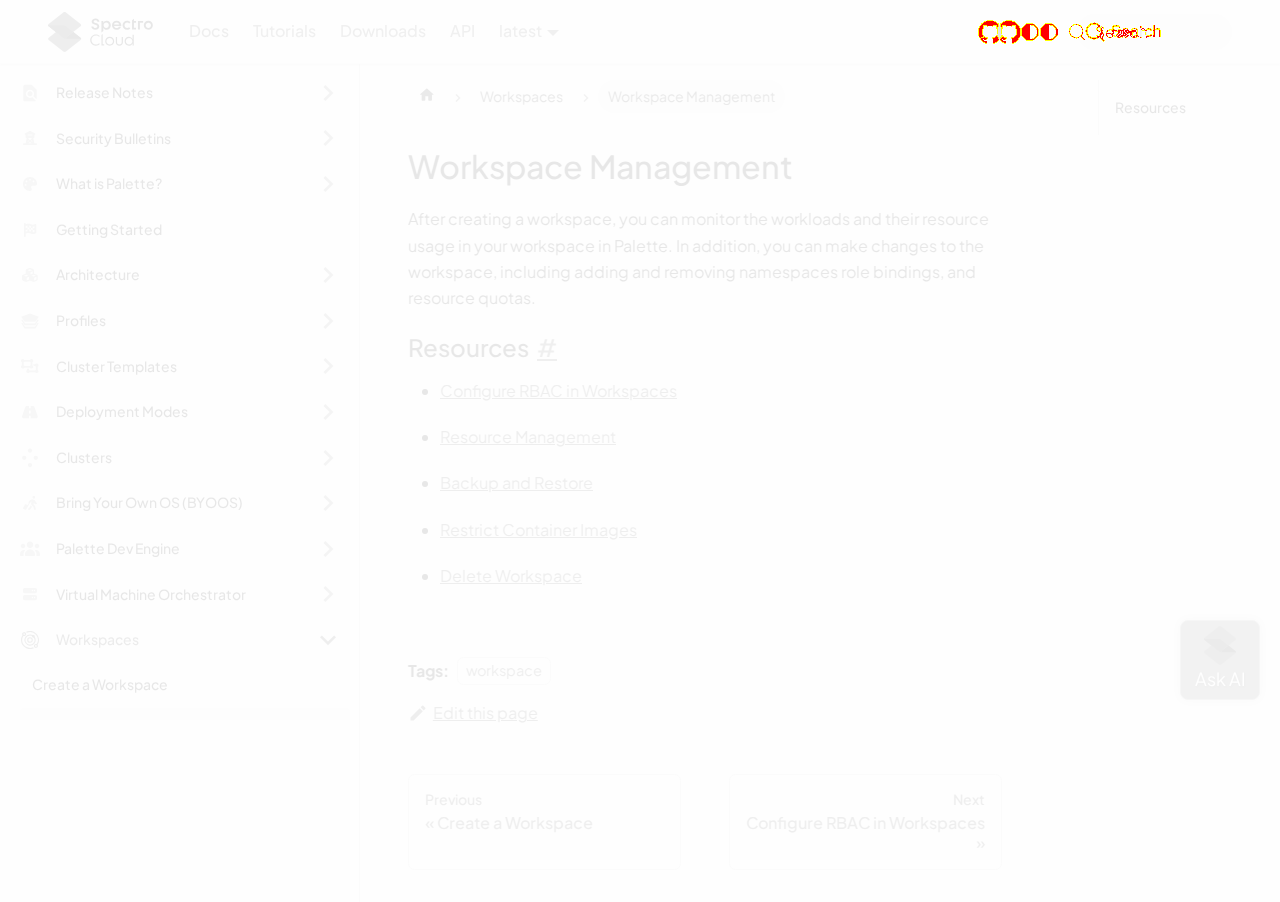 Spectro Cloud Docs Tutorials Downloads API latest Search
Release Notes
Security Bulletins
What is Palette?
Getting Started
Architecture
Profiles
Cluster Templates
Deployment Modes
Clusters
Bring Your Own OS (BYOOS)
Palette Dev Engine
Virtual Machine Orchestrator
Workspaces
Create a Workspace
Workspaces > Workspace Management
Workspace Management
After creating a workspace, you can monitor the workloads and their resource
usage in your workspace in Palette. In addition, you can make changes to the
workspace, including adding and removing namespaces role bindings, and
resource quotas.
Resources #
Configure RBAC in Workspaces
Resource Management
Backup and Restore
Restrict Container Images
Delete Workspace
Tags: workspace
Edit this page
Previous
« Create a Workspace
Next
Configure RBAC in Workspaces
»
Resources
Ask AI